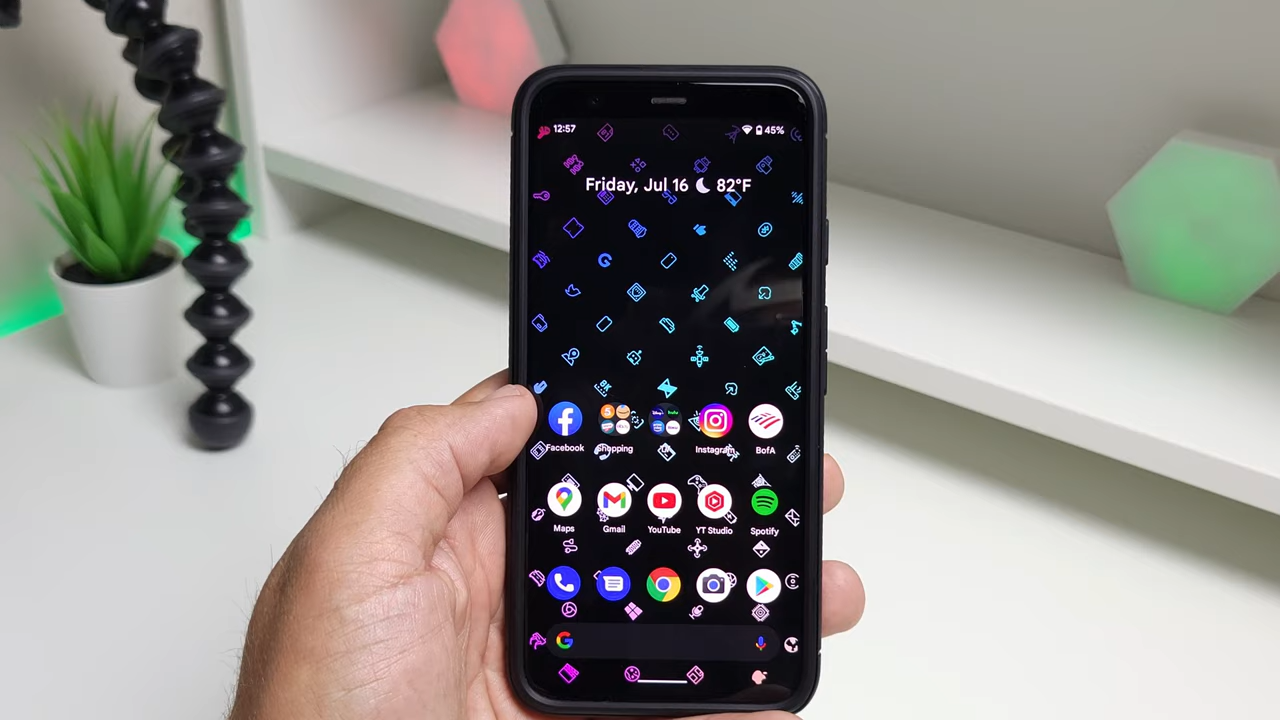 12:57
45%
Friday, Jul 16 82°F
Facebook Shopping Instagram BofA
Maps Gmail YouTube YT Studio Spotify